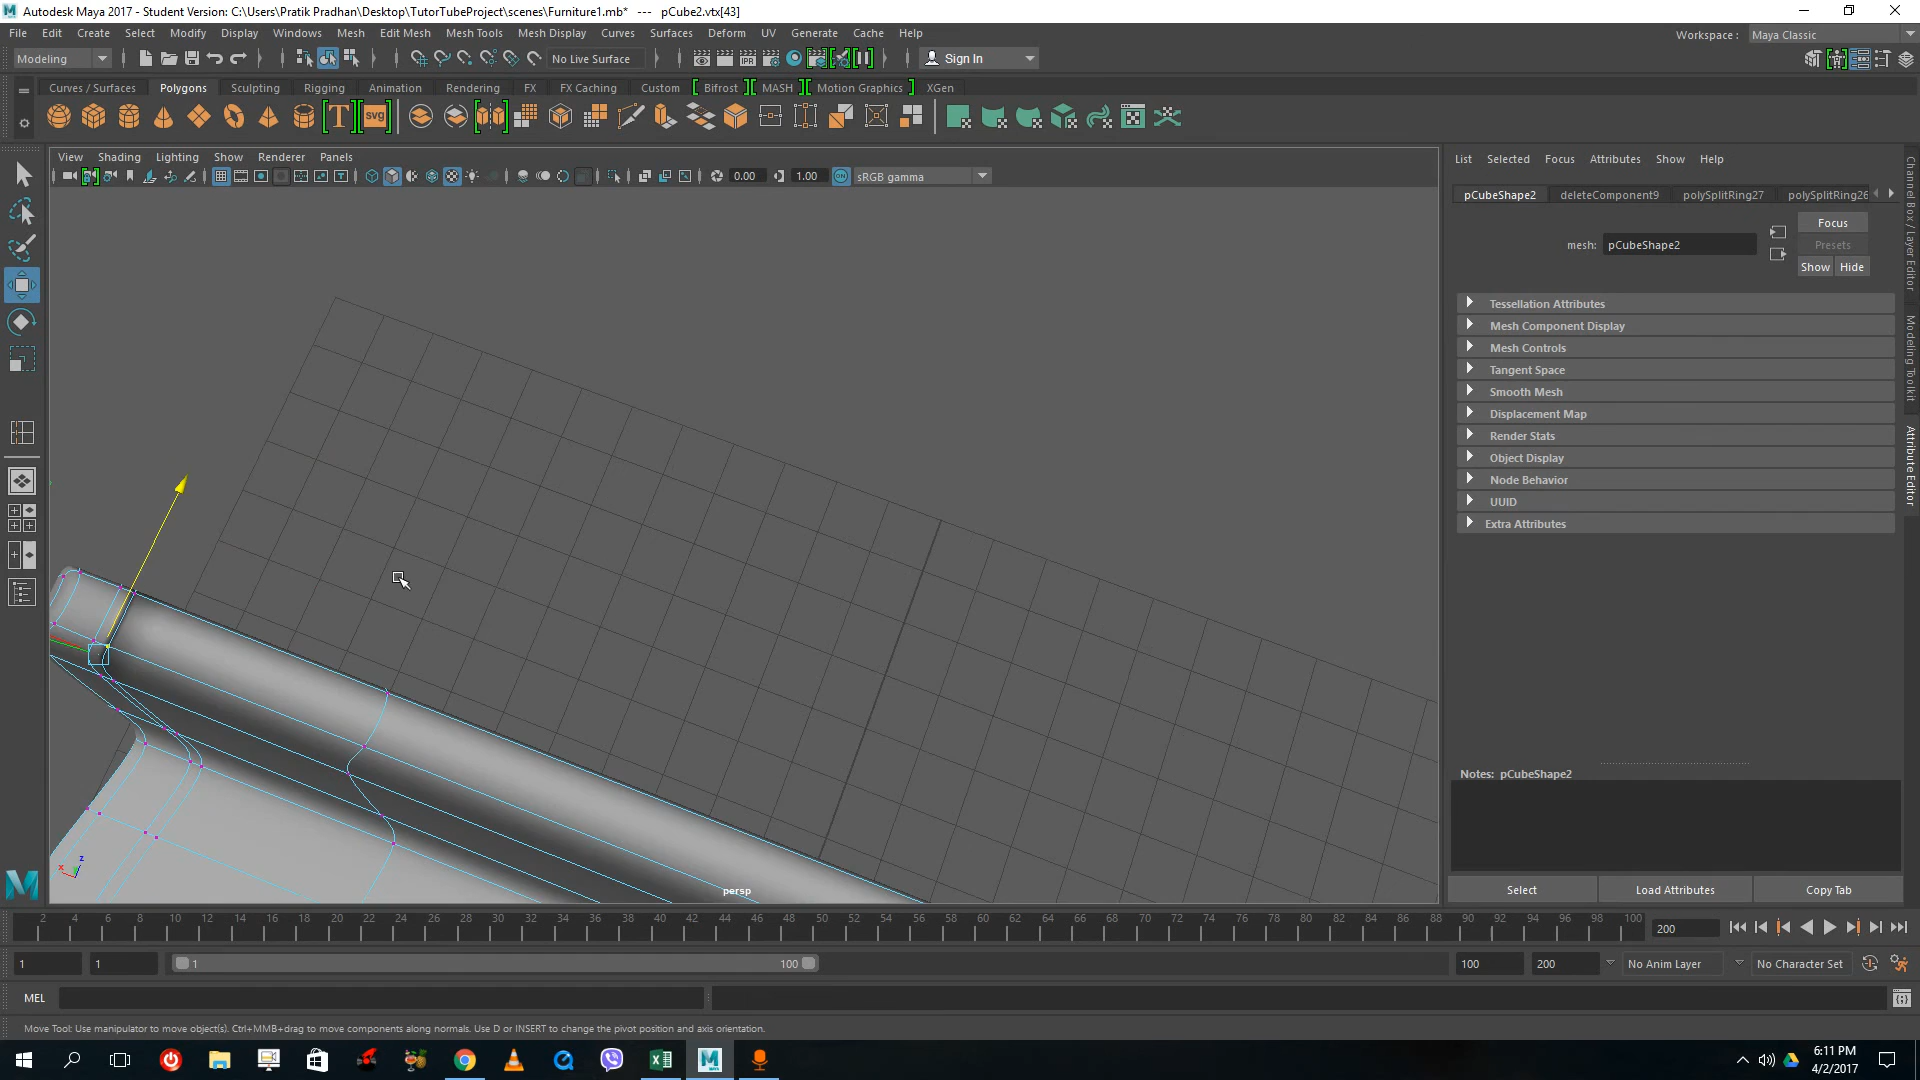 Autodesk Maya 2017 - Student Version: C:\Users\Pratik Pradhan\Desktop\TutorTubeProject\scenes\Furniture1.mb*   ---   pCube2.vtx[43]
File Edit Create Select Modify Display Windows Mesh Edit Mesh Mesh Tools Mesh Display Curves Surfaces Deform UV Generate Cache Help
Workspace : Maya Classic
Modeling No Live Surface Sign In
Curves / Surfaces Polygons Sculpting Rigging Animation Rendering FX FX Caching Custom Bifrost MASH Motion Graphics XGen
T svg
View Shading Lighting Show Renderer Panels
0.00 1.00 ON sRGB gamma
List Selected Focus Attributes Show Help
pCubeShape2 deleteComponent9 polySplitRing27 polySplitRing26
Focus
mesh: pCubeShape2
Presets
Show Hide
Tessellation Attributes
Mesh Component Display
Mesh Controls
Tangent Space
Smooth Mesh
Displacement Map
Render Stats
Object Display
Node Behavior
UUID
Extra Attributes
Notes: pCubeShape2
Select Load Attributes Copy Tab
Channel Box / Layer Editor
Modeling Toolkit
Attribute Editor
x z
persp
2 4 6 8 10 12 14 16 18 20 22 24 26 28 30 32 34 36 38 40 42 44 46 48 50 52 54 56 58 60 62 64 66 68 70 72 74 76 78 80 82 84 86 88 90 92 94 96 98 100
200
1 1 1 100 100 200 No Anim Layer No Character Set
MEL
Move Tool: Use manipulator to move object(s). Ctrl+MMB+drag to move components along normals. Use D or INSERT to change the pivot position and axis orientation.
6:11 PM
4/2/2017